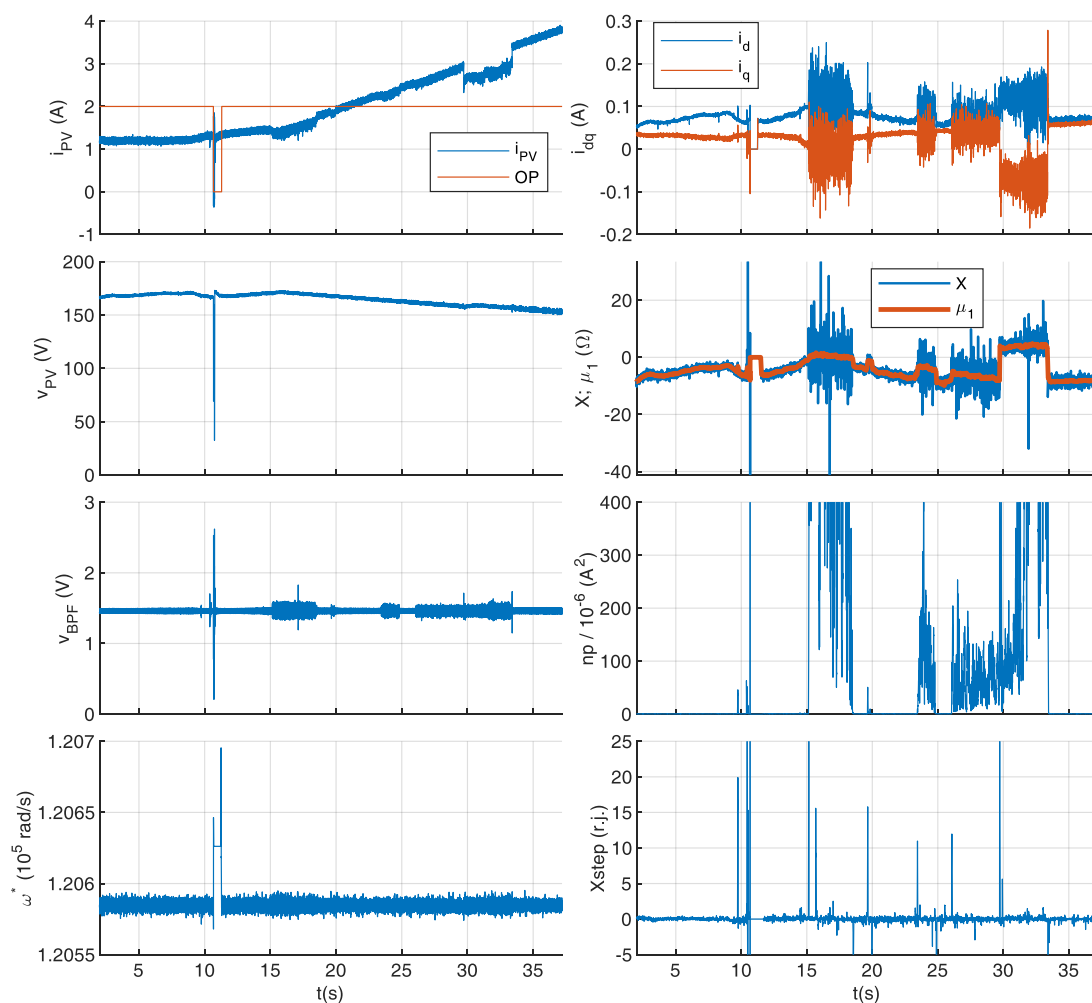 4
3
2
1
0
-1
i_PV (A)
i_PV
OP
0.3
0.2
0.1
0
-0.1
-0.2
i_dq (A)
i_d
i_q
200
150
100
50
0
v_PV (V)
20
0
-20
-40
X; μ_1 (Ω)
X
μ_1
3
2
1
0
v_BPF (V)
400
300
200
100
0
np / 10^-6 (A^2)
1.207
1.2065
1.206
1.2055
ω^* (10^5 rad/s)
5 10 15 20 25 30 35
t(s)
25
20
15
10
5
0
-5
Xstep (r.j.)
5 10 15 20 25 30 35
t(s)